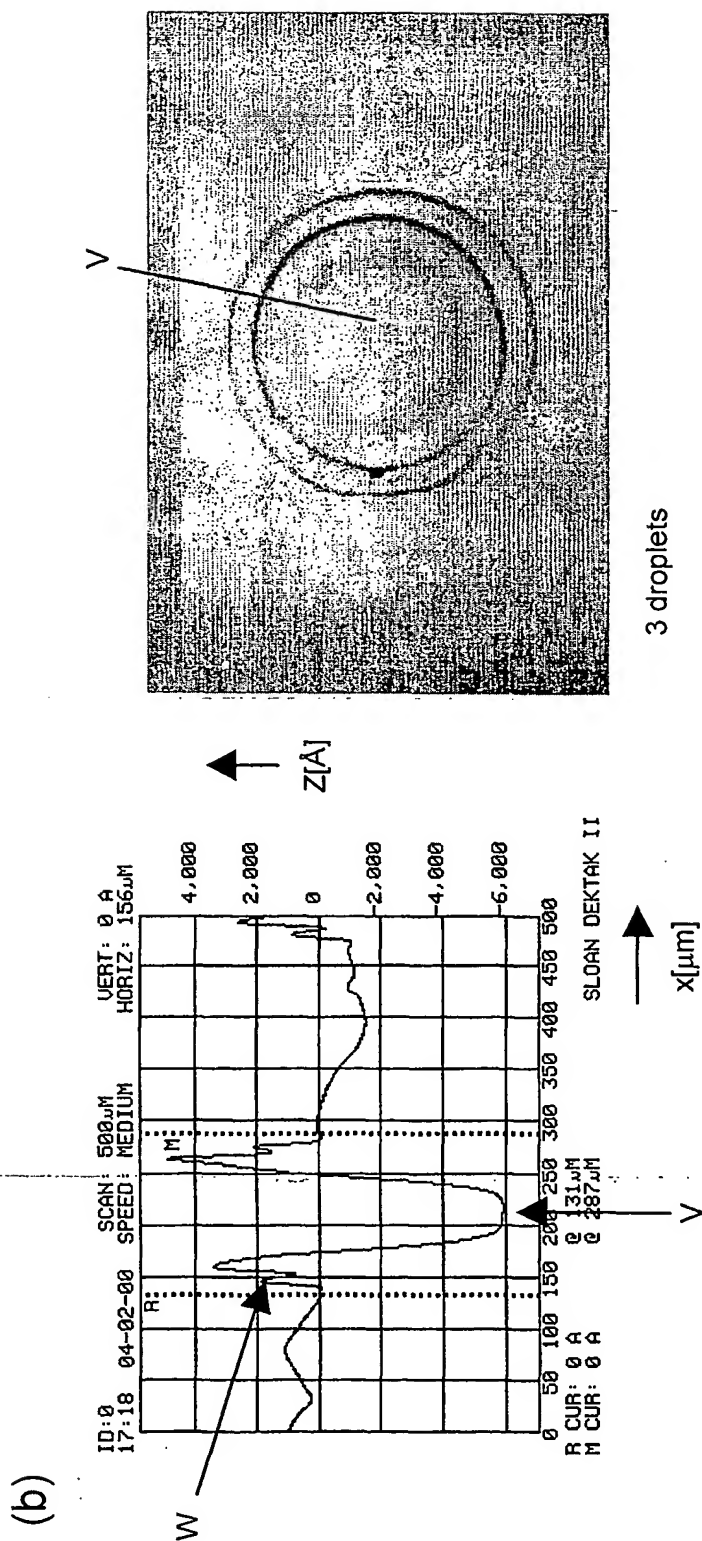 (b)
ID:0 SCAN: 500µM VERT: 0 A
17:18 04-02-00 SPEED: MEDIUM HORIZ: 156µM
R
M
W
4,000
2,000
0
-2,000
-4,000
-6,000
0 50 100 150 200 250 300 350 400 450 500
R CUR: 0 A @ 131µM
M CUR: 0 A @ 287µM
SLOAN DEKTAK II
V
x[µm]
Z[Å]
V
3 droplets